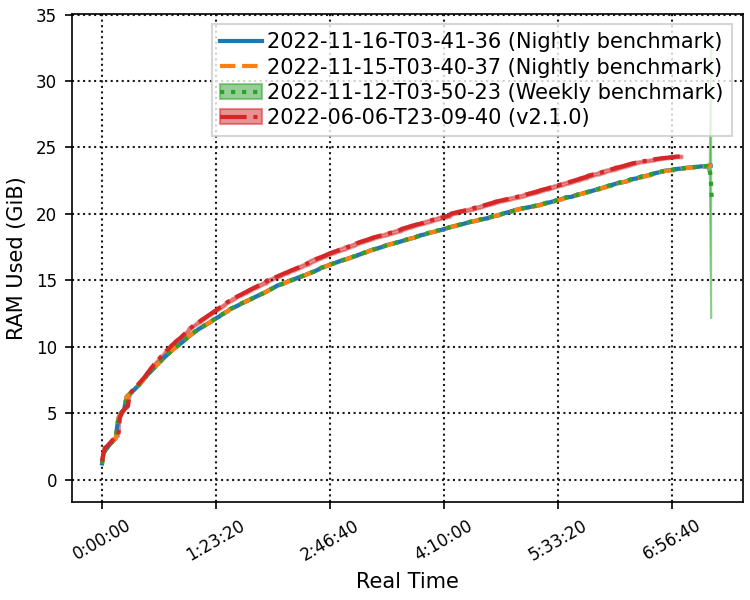 35
30
25
20
15
10
5
0
RAM Used (GiB)
2022-11-16-T03-41-36 (Nightly benchmark)
2022-11-15-T03-40-37 (Nightly benchmark)
2022-11-12-T03-50-23 (Weekly benchmark)
2022-06-06-T23-09-40 (v2.1.0)
0:00:00
1:23:20
2:46:40
4:10:00
5:33:20
6:56:40
Real Time